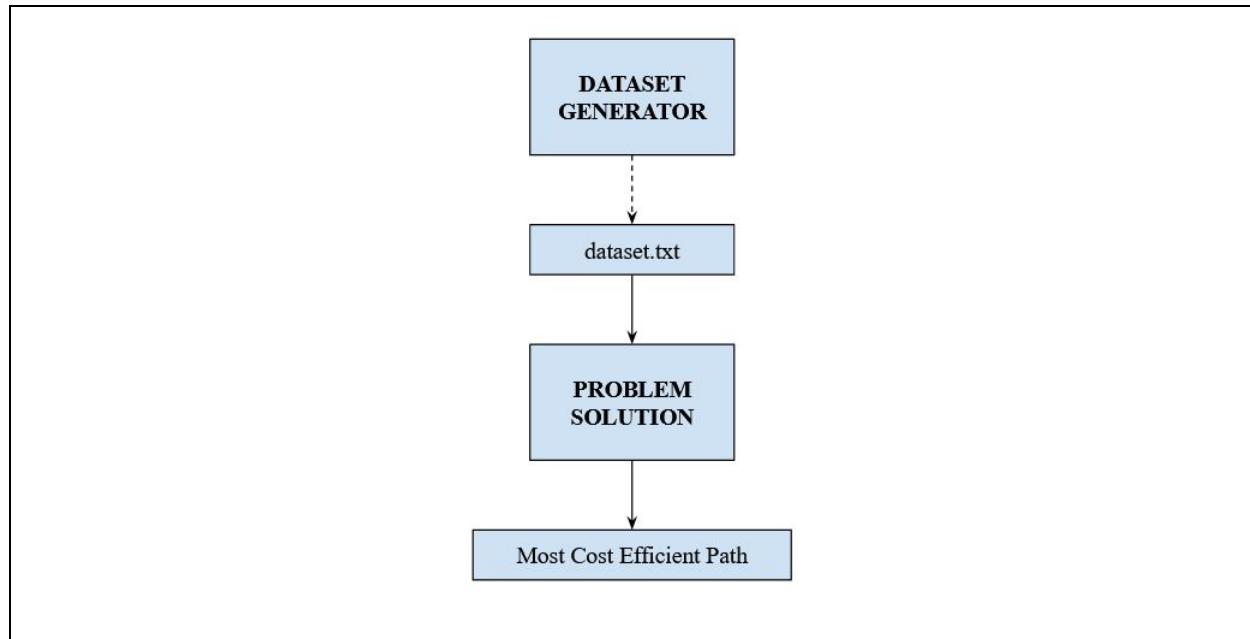 DATASET
GENERATOR
dataset.txt
PROBLEM
SOLUTION
Most Cost Efficient Path